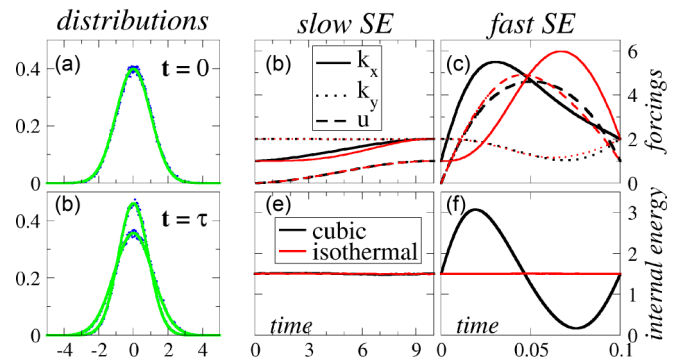 distributions slow SE fast SE
(a) t = 0
0.4
0.2
0
(b)
k_x
k_y
u
(c)
6
4
2
0
forcings
(b) t = τ
0.4
0.2
0
-4 -2 0 2 4
(e)
cubic
isothermal
time
0 3 6 9
(f)
3
2
1
0
internal energy
time
0 0.05 0.1